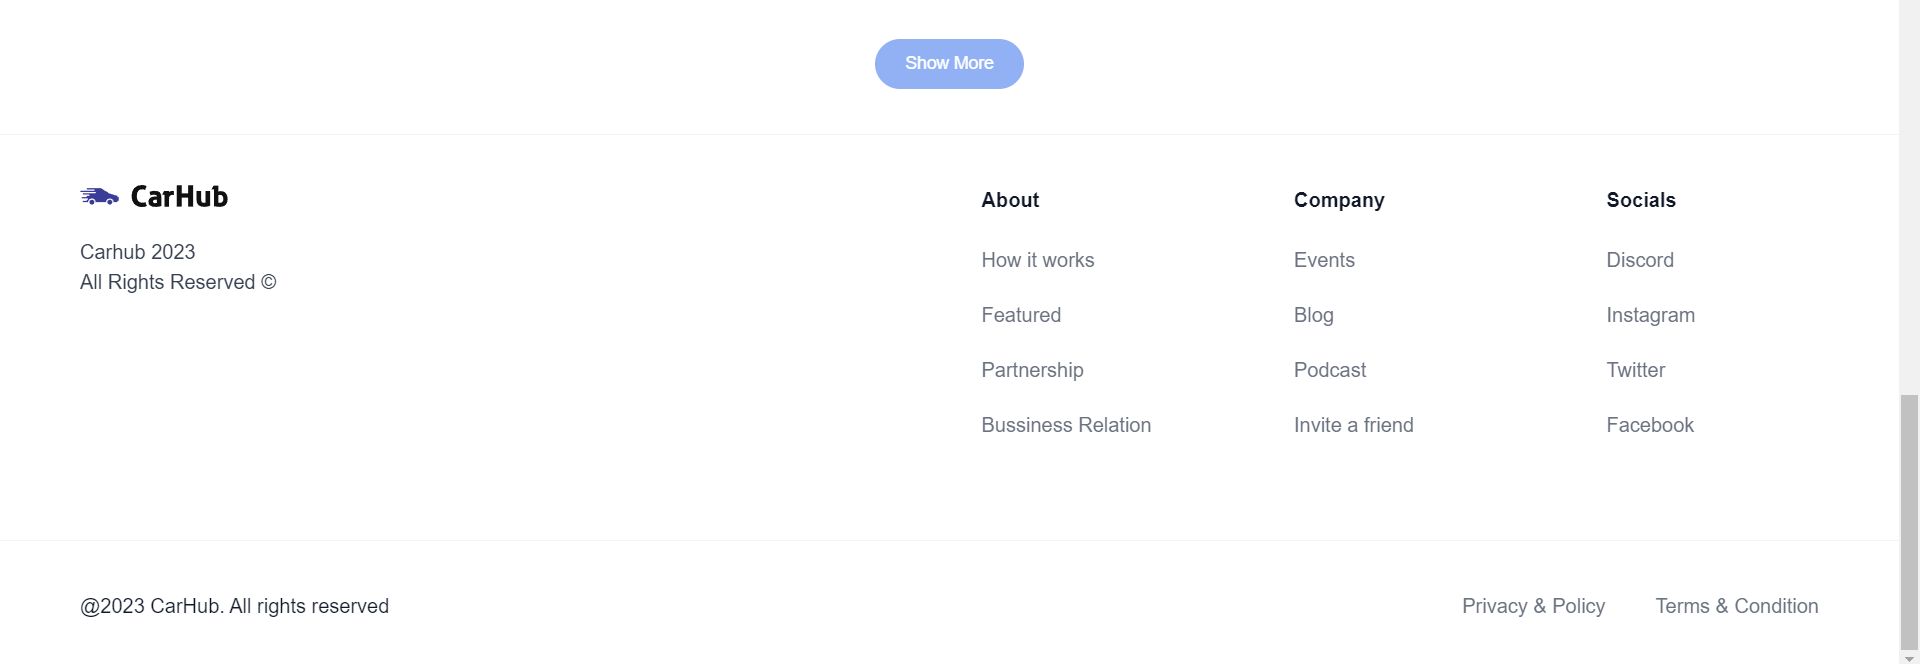 Show More
CarHub
Carhub 2023
All Rights Reserved ©
About
How it works
Featured
Partnership
Bussiness Relation
Company
Events
Blog
Podcast
Invite a friend
Socials
Discord
Instagram
Twitter
Facebook
@2023 CarHub. All rights reserved
Privacy & Policy
Terms & Condition